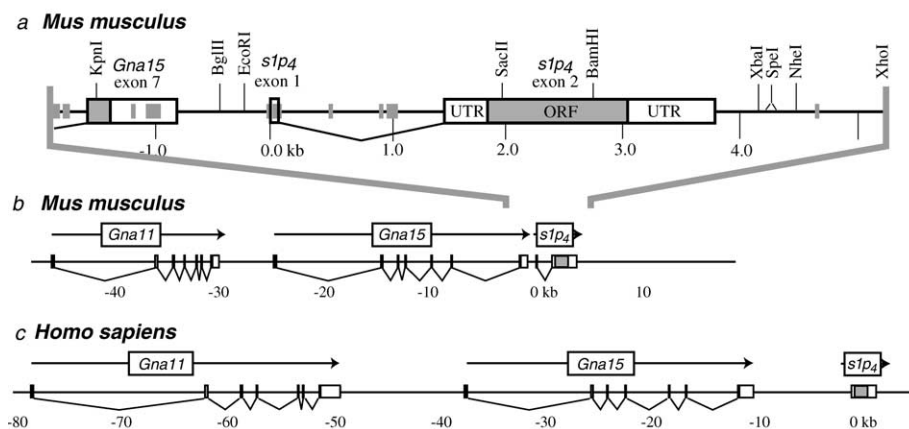 a Mus musculus
KpnI
Gna15
exon 7
BglII
EcoRI
s1p4
exon 1
SacII
s1p4
exon 2
BamHI
XbaI
SpeI
NheI
XhoI
UTR ORF UTR
-1.0 0.0 kb 1.0 2.0 3.0 4.0
b Mus musculus
Gna11 Gna15 s1p4
-40 -30 -20 -10 0 kb 10
c Homo sapiens
Gna11 Gna15 s1p4
-80 -70 -60 -50 -40 -30 -20 -10 0 kb